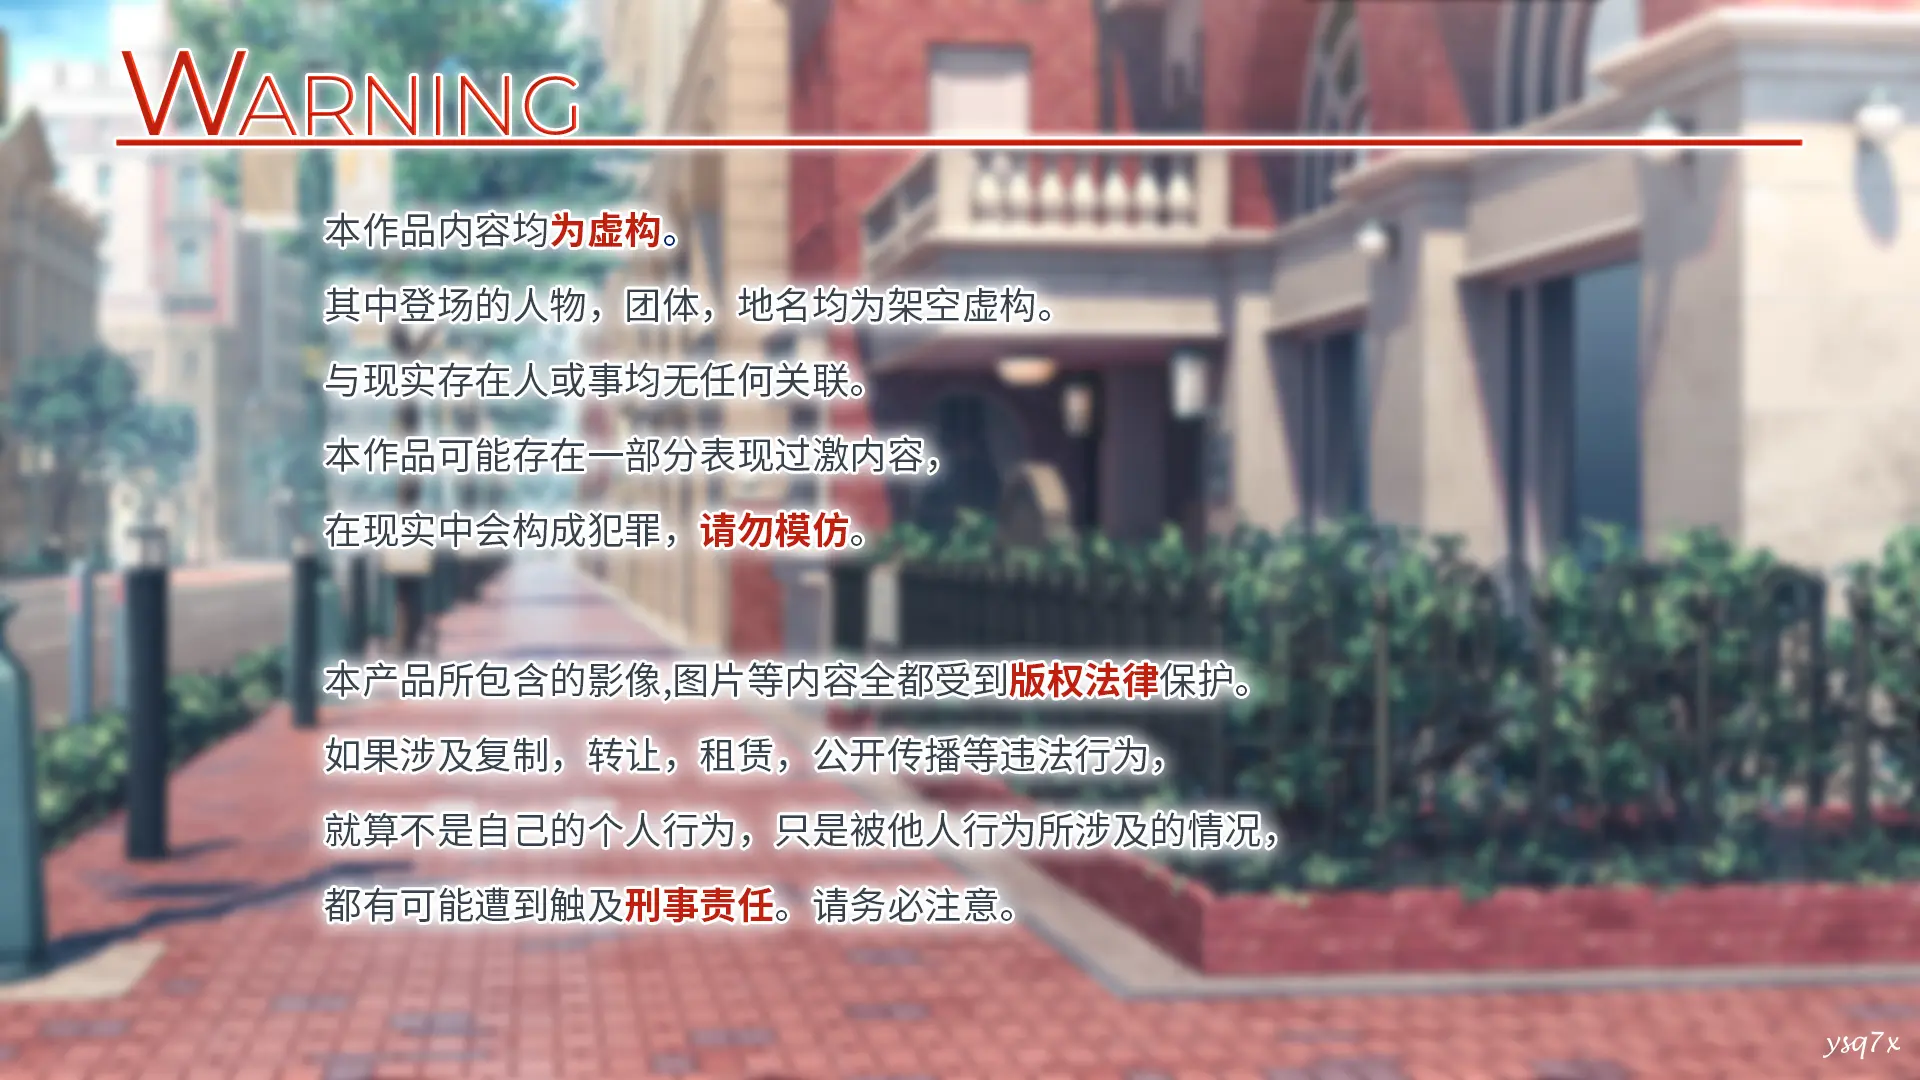 WARNING
本作品内容均为虚构。
其中登场的人物，团体，地名均为架空虚构。
与现实存在人或事均无任何关联。
本作品可能存在一部分表现过激内容，
在现实中会构成犯罪，请勿模仿。
本产品所包含的影像,图片等内容全都受到版权法律保护。
如果涉及复制，转让，租赁，公开传播等违法行为，
就算不是自己的个人行为，只是被他人行为所涉及的情况，
都有可能遭到触及刑事责任。请务必注意。
ysq7x